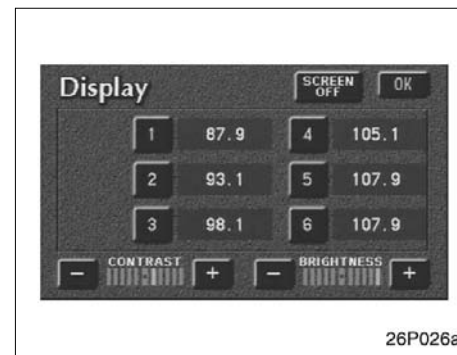 Display SCREEN OFF OK
1 87.9 4 105.1
2 93.1 5 107.9
3 98.1 6 107.9
− CONTRAST + − BRIGHTNESS +
26P026a